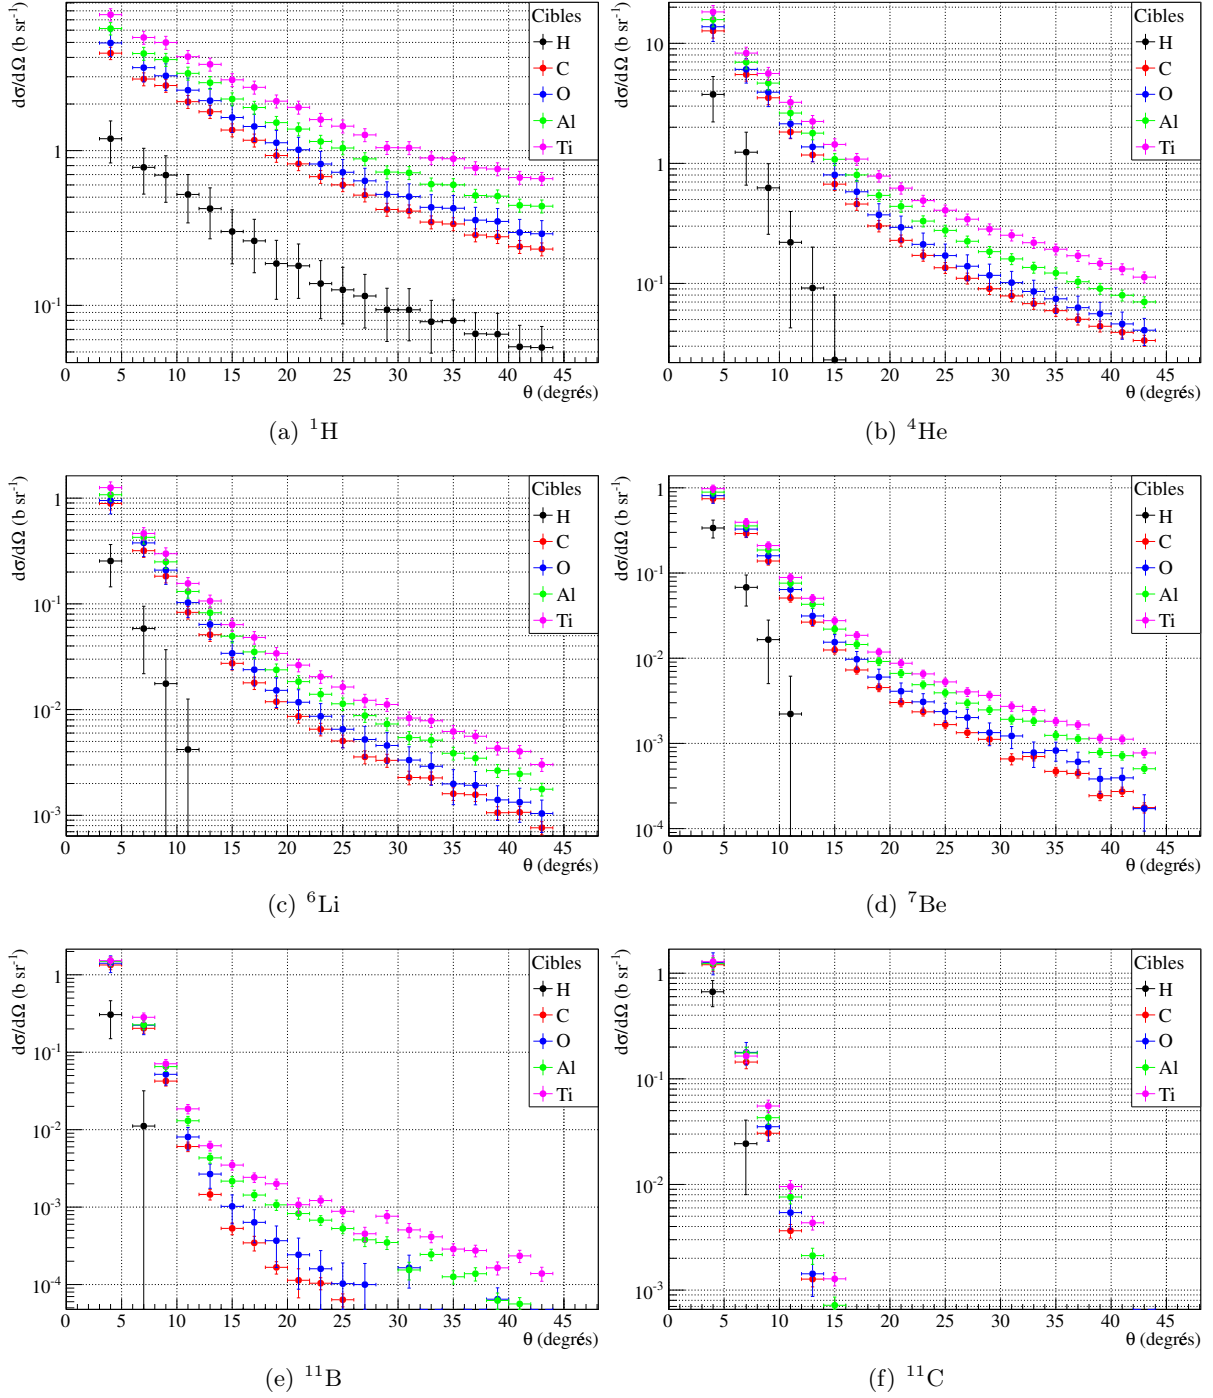 dσ/dΩ (b sr⁻¹)
Cibles
H
C
O
Al
Ti
1
10⁻¹
0 5 10 15 20 25 30 35 40 45
θ (degrés)
(a) ¹H
dσ/dΩ (b sr⁻¹)
Cibles
H
C
O
Al
Ti
10
1
10⁻¹
0 5 10 15 20 25 30 35 40 45
θ (degrés)
(b) ⁴He
dσ/dΩ (b sr⁻¹)
Cibles
H
C
O
Al
Ti
1
10⁻¹
10⁻²
10⁻³
0 5 10 15 20 25 30 35 40 45
θ (degrés)
(c) ⁶Li
dσ/dΩ (b sr⁻¹)
Cibles
H
C
O
Al
Ti
1
10⁻¹
10⁻²
10⁻³
10⁻⁴
0 5 10 15 20 25 30 35 40 45
θ (degrés)
(d) ⁷Be
dσ/dΩ (b sr⁻¹)
Cibles
H
C
O
Al
Ti
1
10⁻¹
10⁻²
10⁻³
10⁻⁴
0 5 10 15 20 25 30 35 40 45
θ (degrés)
(e) ¹¹B
dσ/dΩ (b sr⁻¹)
Cibles
H
C
O
Al
Ti
1
10⁻¹
10⁻²
10⁻³
0 5 10 15 20 25 30 35 40 45
θ (degrés)
(f) ¹¹C